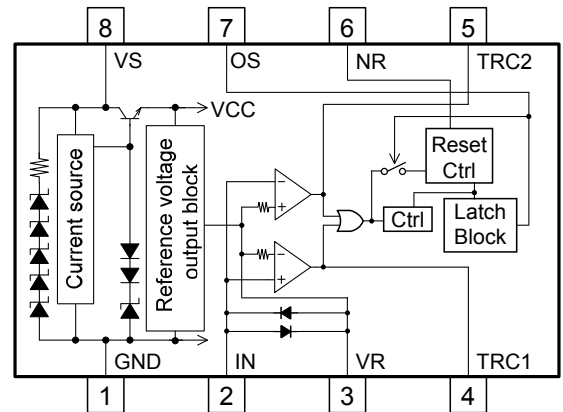 8
7
6
5
VS
OS
NR
TRC2
VCC
Current source
Reference voltage
output block
Reset
Ctrl
Ctrl
Latch
Block
GND
IN
VR
TRC1
1
2
3
4